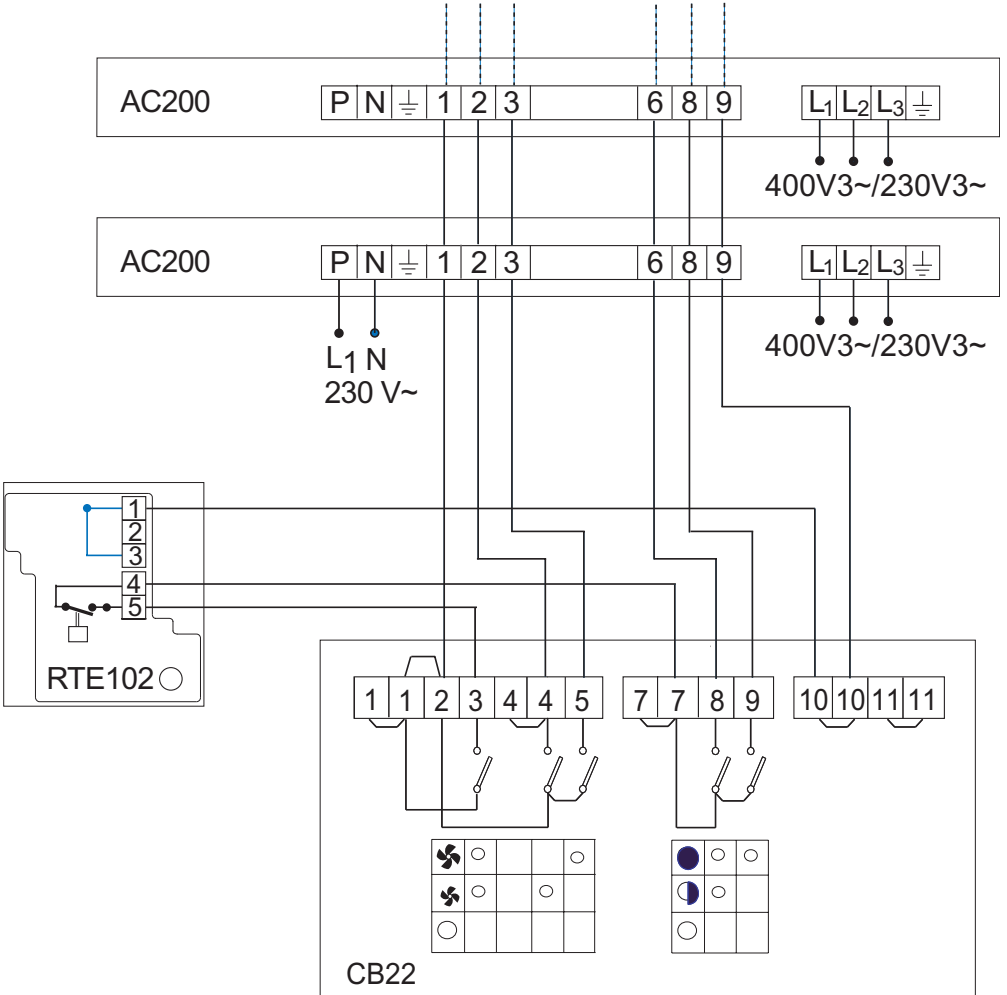 AC200 P N 1 2 3 6 8 9 L1 L2 L3
400V3~/230V3~
AC200 P N 1 2 3 6 8 9 L1 L2 L3
L1 N
230 V~
400V3~/230V3~
1
2
3
4
5
RTE102
1 1 2 3 4 4 5 7 7 8 9 10 10 11 11
CB22